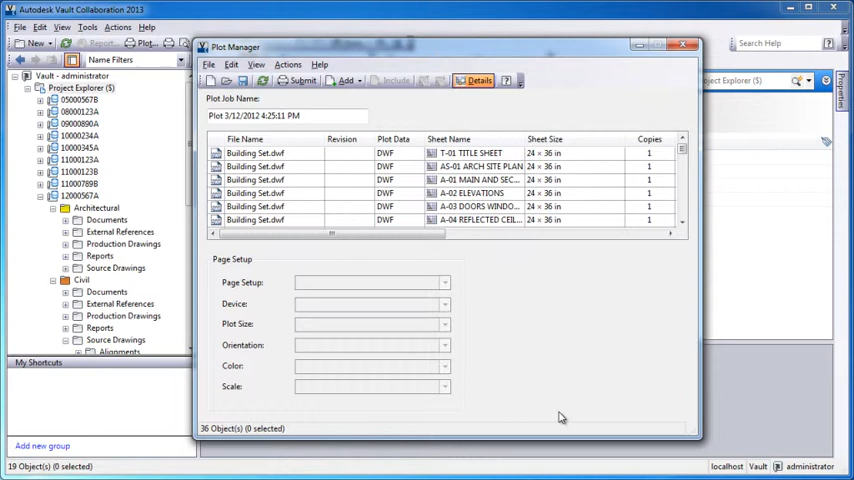 Autodesk Vault Collaboration 2013
File Edit View Tools Actions Help
New Report... Plot... Search Help
Name Filters
Vault - administrator
Project Explorer ($)
05000567B
08000123A
09000890A
10000234A
10000345A
11000123A
11000123B
11000789B
12000567A
Architectural
Documents
External References
Production Drawings
Reports
Source Drawings
Civil
Documents
External References
Production Drawings
Reports
Source Drawings
Alignments
My Shortcuts
Add new group
19 Object(s) (0 selected)
Plot Manager
File Edit View Actions Help
Submit Add Include Details
Plot Job Name:
Plot 3/12/2012 4:25:11 PM
File Name Revision Plot Data Sheet Name Sheet Size Copies
Building Set.dwf DWF T-01 TITLE SHEET 24 × 36 in 1
Building Set.dwf DWF AS-01 ARCH SITE PLAN 24 × 36 in 1
Building Set.dwf DWF A-01 MAIN AND SEC... 24 × 36 in 1
Building Set.dwf DWF A-02 ELEVATIONS 24 × 36 in 1
Building Set.dwf DWF A-03 DOORS WINDO... 24 × 36 in 1
Building Set.dwf DWF A-04 REFLECTED CEIL... 24 × 36 in 1
Page Setup
Page Setup:
Device:
Plot Size:
Orientation:
Color:
Scale:
36 Object(s) (0 selected)
Project Explorer ($)
Properties
localhost Vault administrator